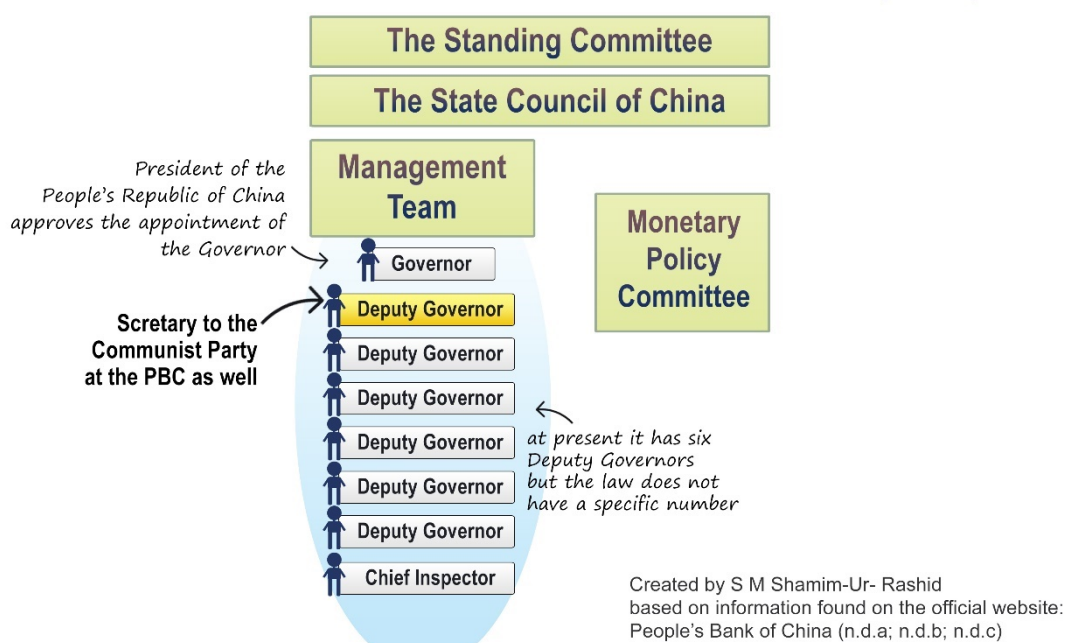 The Standing Committee
The State Council of China
President of the
People's Republic of China
approves the appointment of
the Governor
Management
Team
Governor
Deputy Governor
Scretary to the
Communist Party
at the PBC as well
Deputy Governor
Deputy Governor
Deputy Governor
Deputy Governor
Deputy Governor
Chief Inspector
at present it has six
Deputy Governors
but the law does not
have a specific number
Monetary
Policy
Committee
Created by S M Shamim-Ur- Rashid
based on information found on the official website:
People's Bank of China (n.d.a; n.d.b; n.d.c)